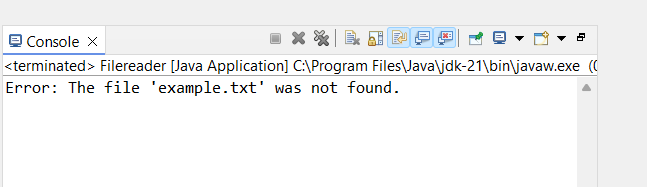 Console
<terminated> Filereader [Java Application] C:\Program Files\Java\jdk-21\bin\javaw.exe (0
Error: The file 'example.txt' was not found.